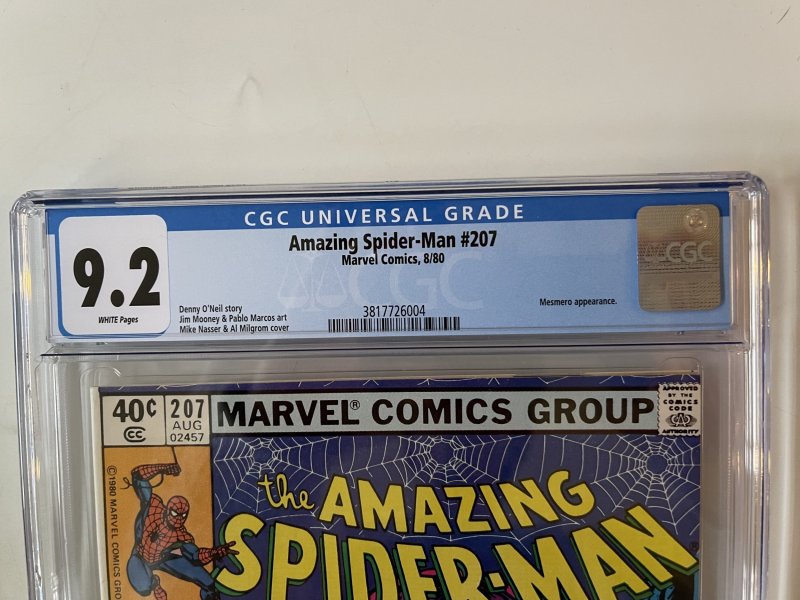 CGC UNIVERSAL GRADE
9.2
WHITE Pages
Amazing Spider-Man #207
Marvel Comics, 8/80
CGC
CGC
Denny O'Neil story
Jim Mooney & Pablo Marcos art
Mike Nasser & Al Milgrom cover
3817726004
Mesmero appearance.
40¢
CC
207
AUG
02457
MARVEL® COMICS GROUP
APPROVED
BY THE
COMICS
CODE
AUTHORITY
©1980 MARVEL COMICS GRO
the AMAZING
SPIDER-MAN